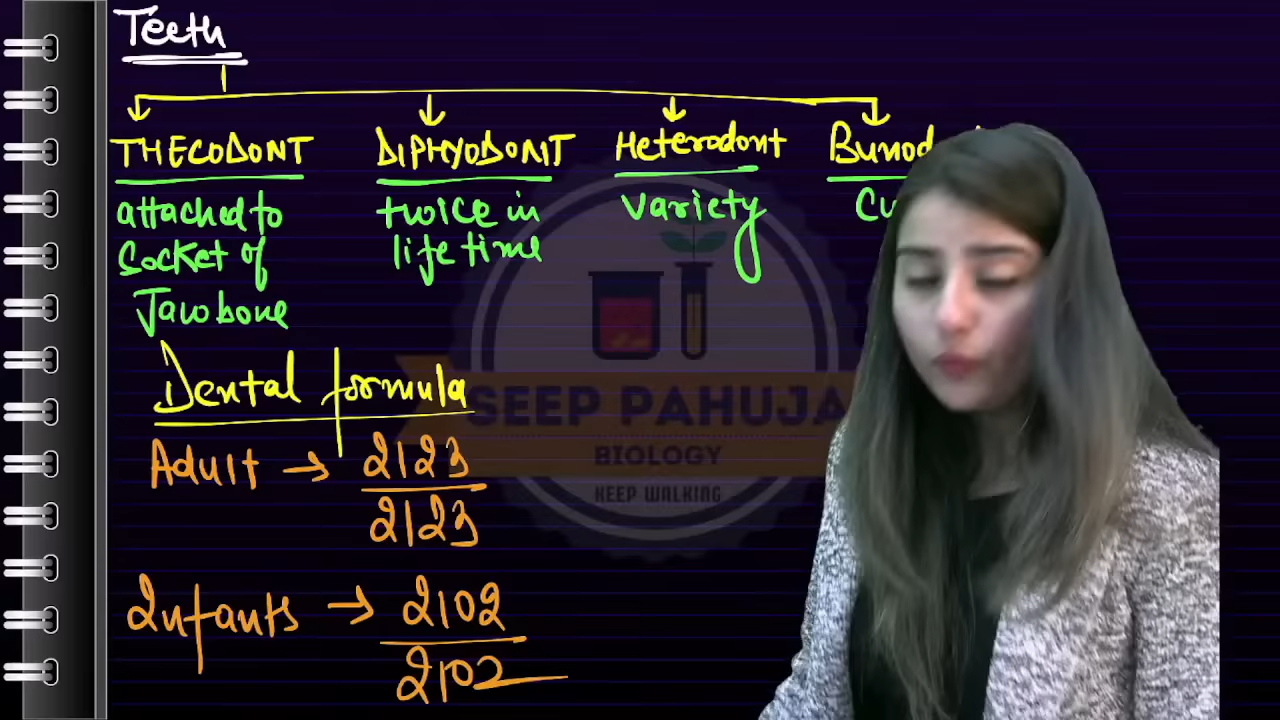 Teeth
THECODONT DIPHYODONT Heterodont
attached to
socket of
Jawbone
twice in
life time
variety
Dental formula
Adult → 2123
2123
Infants → 2102
2102
SEEP PAHUJA
BIOLOGY
KEEP WALKING